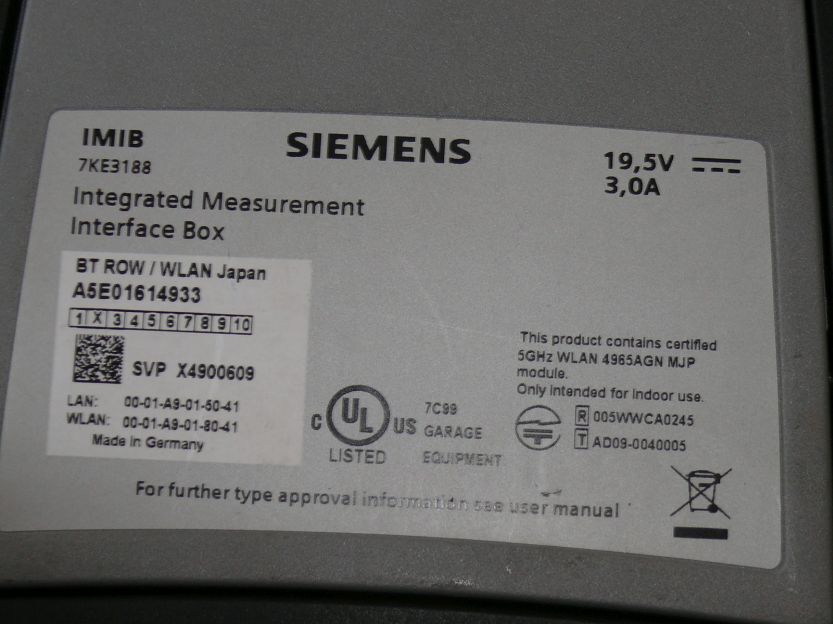 IMIB
SIEMENS
19,5V
3,0A
7KE3188
Integrated Measurement
Interface Box
BT ROW / WLAN Japan
A5E01614933
1 X 3 4 5 6 7 8 9 10
SVP X4900609
LAN: 00-01-A9-01-50-41
WLAN: 00-01-A9-01-80-41
Made in Germany
C UL US
LISTED
7C99
GARAGE
EQUIPMENT
This product contains certified
5GHz WLAN 4965AGN MJP
module.
Only intended for indoor use.
R 005WWCA0245
T AD09-0040005
For further type approval information see user manual